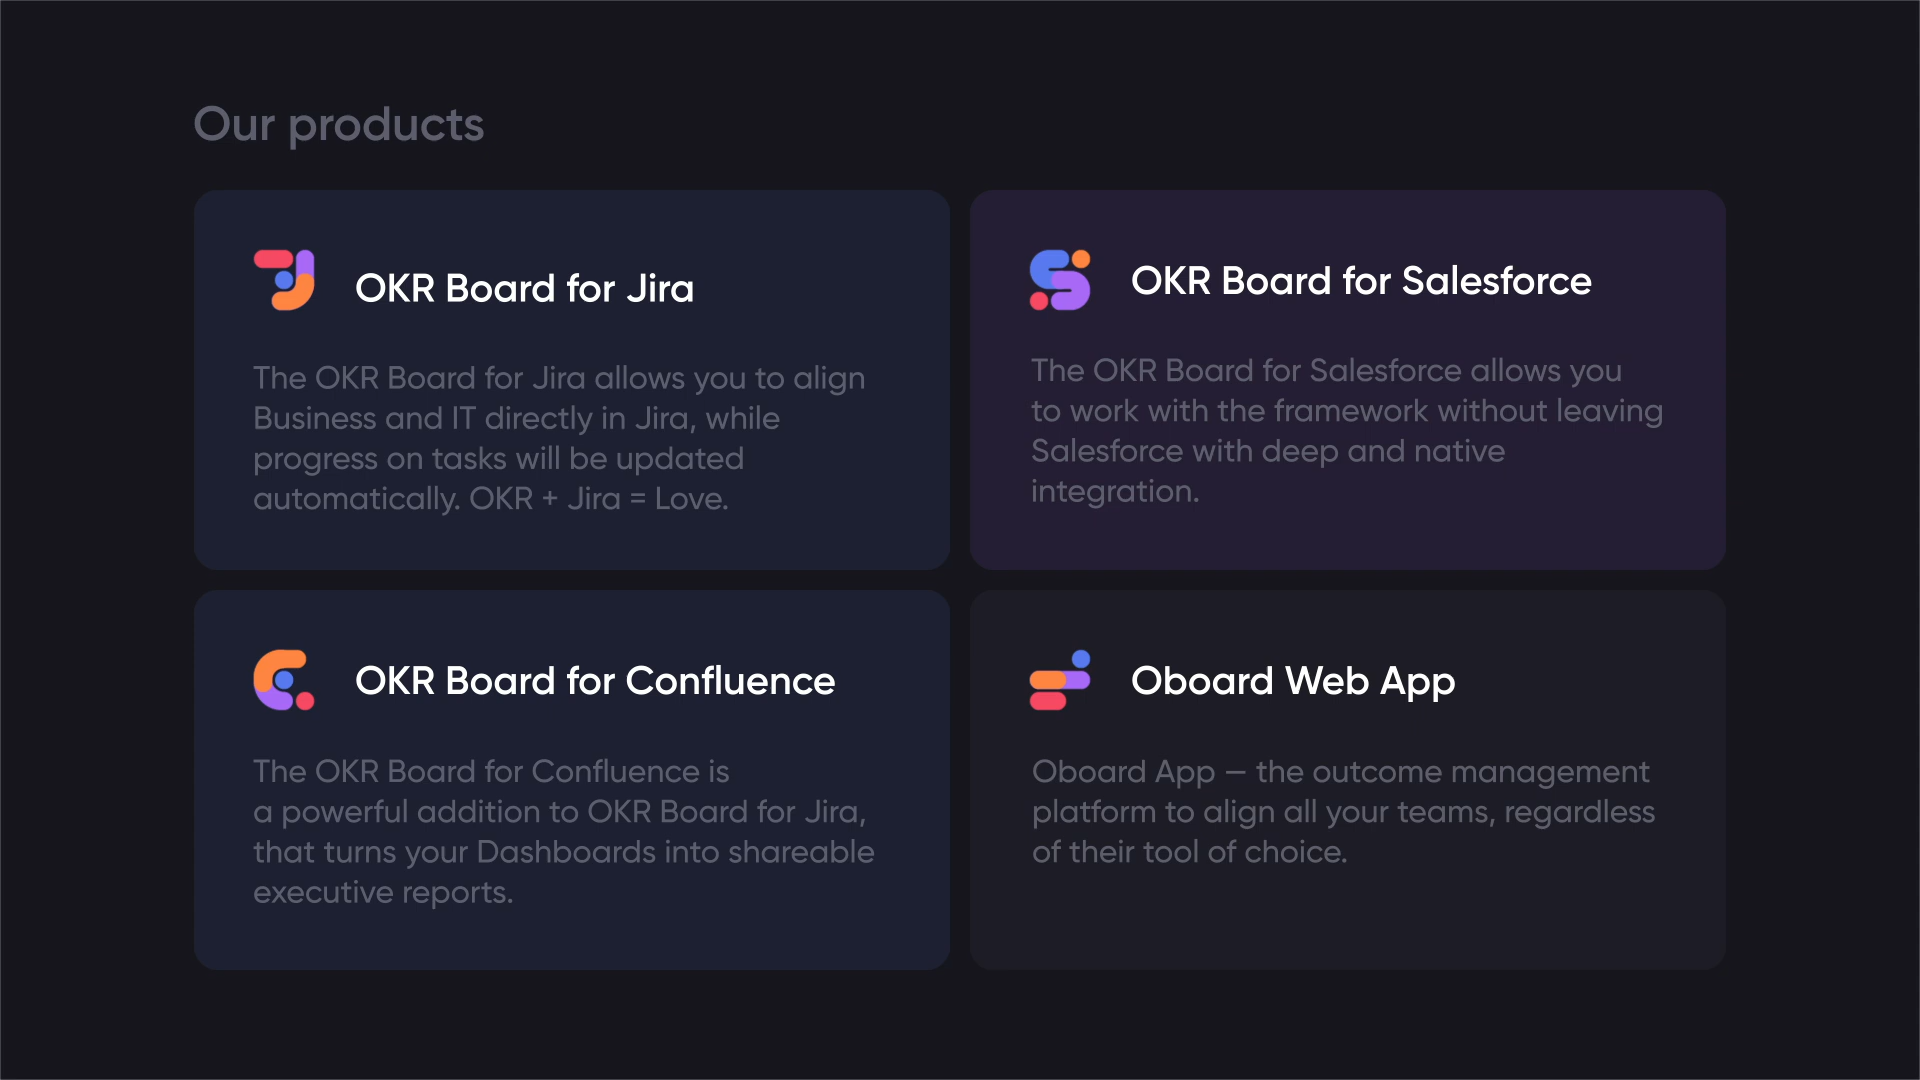 Our products
OKR Board for Jira
The OKR Board for Jira allows you to align
Business and IT directly in Jira, while
progress on tasks will be updated
automatically. OKR + Jira = Love.
OKR Board for Salesforce
The OKR Board for Salesforce allows you
to work with the framework without leaving
Salesforce with deep and native
integration.
OKR Board for Confluence
The OKR Board for Confluence is
a powerful addition to OKR Board for Jira,
that turns your Dashboards into shareable
executive reports.
Oboard Web App
Oboard App — the outcome management
platform to align all your teams, regardless
of their tool of choice.